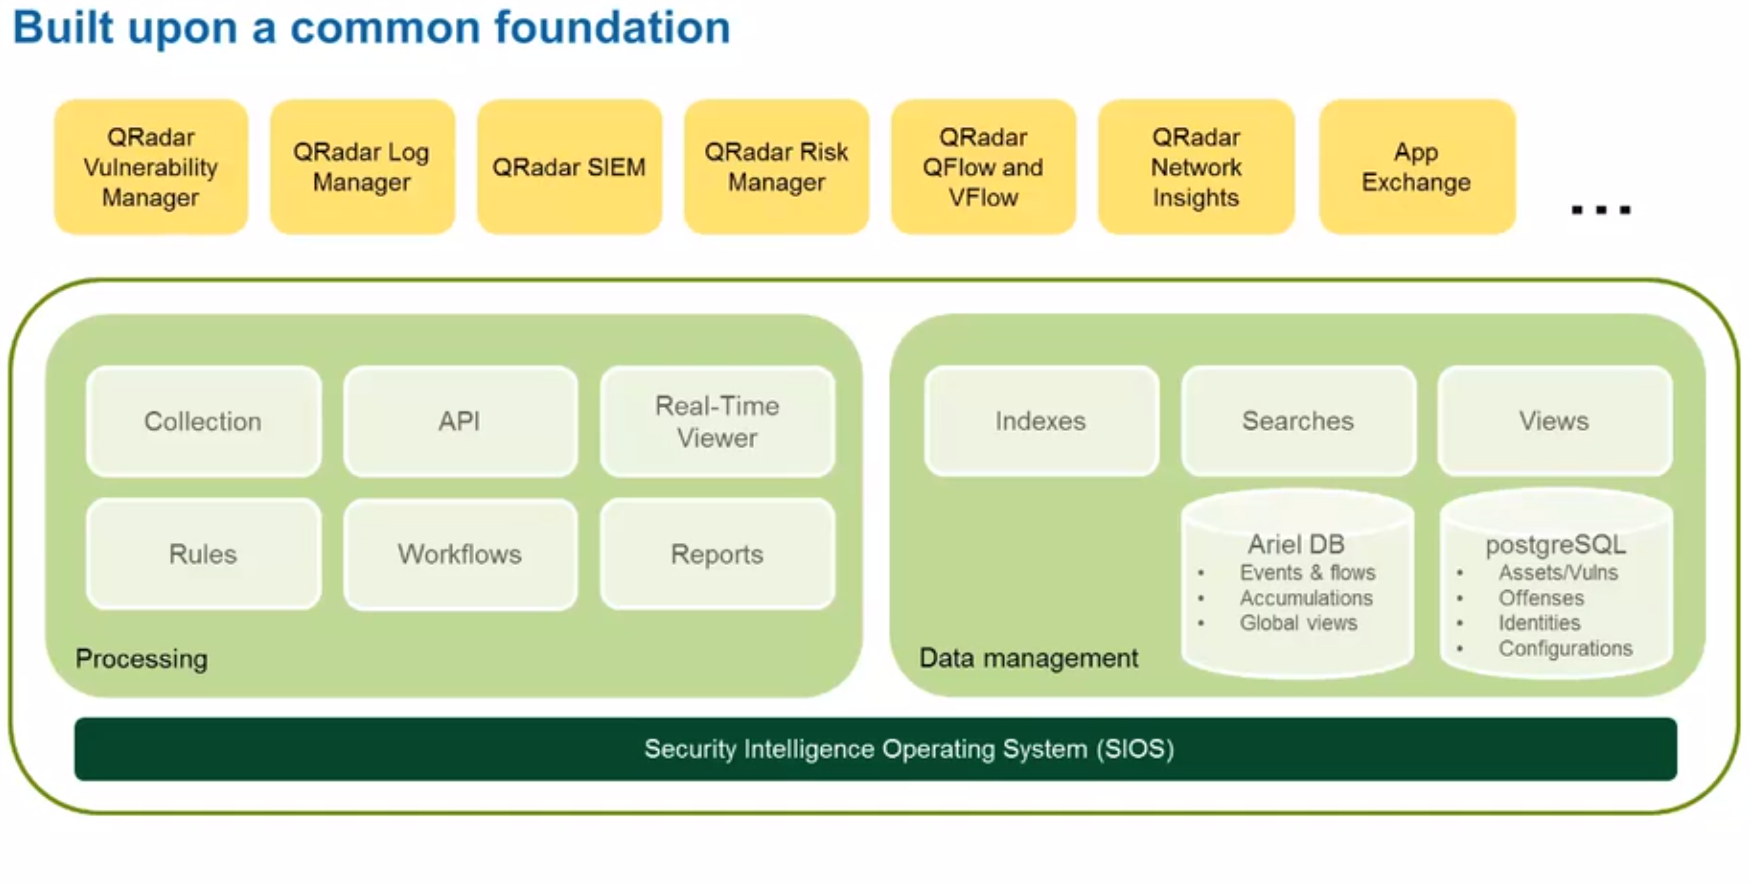 Built upon a common foundation
QRadar
Vulnerability
Manager
QRadar Log
Manager
QRadar SIEM
QRadar Risk
Manager
QRadar
QFlow and
VFlow
QRadar
Network
Insights
App
Exchange
...
Collection
API
Real-Time
Viewer
Rules
Workflows
Reports
Processing
Indexes
Searches
Views
Ariel DB
• Events & flows
• Accumulations
• Global views
postgreSQL
• Assets/Vulns
• Offenses
• Identities
• Configurations
Data management
Security Intelligence Operating System (SIOS)